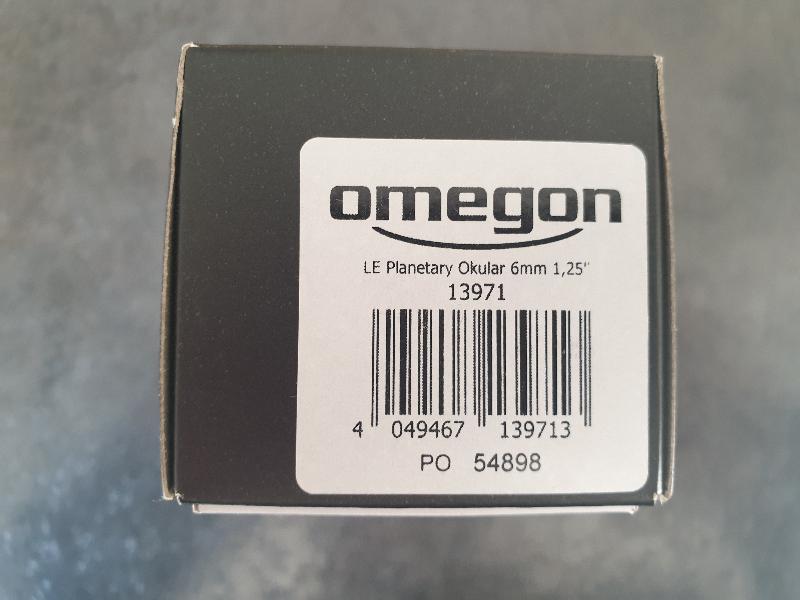 omegon
LE Planetary Okular 6mm 1,25"
13971
4 049467 139713
PO 54898